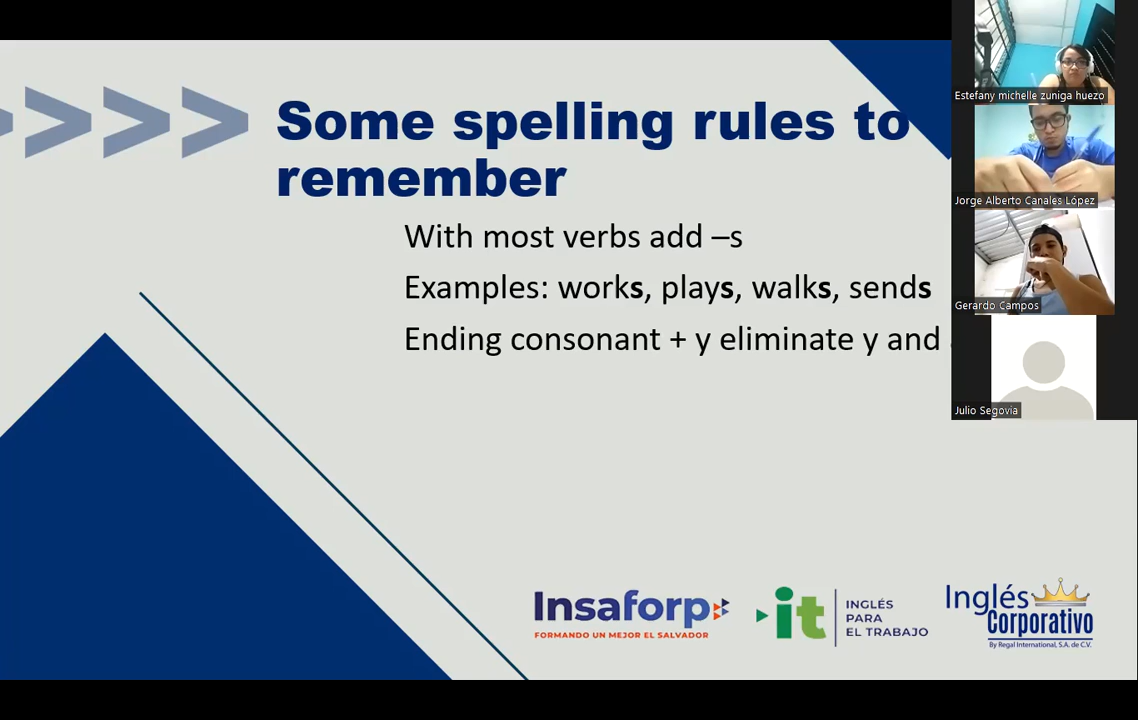 Some spelling rules to
remember
With most verbs add –s
Examples: works, plays, walks, sends
Ending consonant + y eliminate y and
Insaforp
FORMANDO UN MEJOR EL SALVADOR
it
INGLÉS
PARA
EL TRABAJO
Inglés
Corporativo
By Regal International, S.A. de C.V.
Estefany michelle zuniga huezo
Jorge Alberto Canales López
Gerardo Campos
Julio Segovia